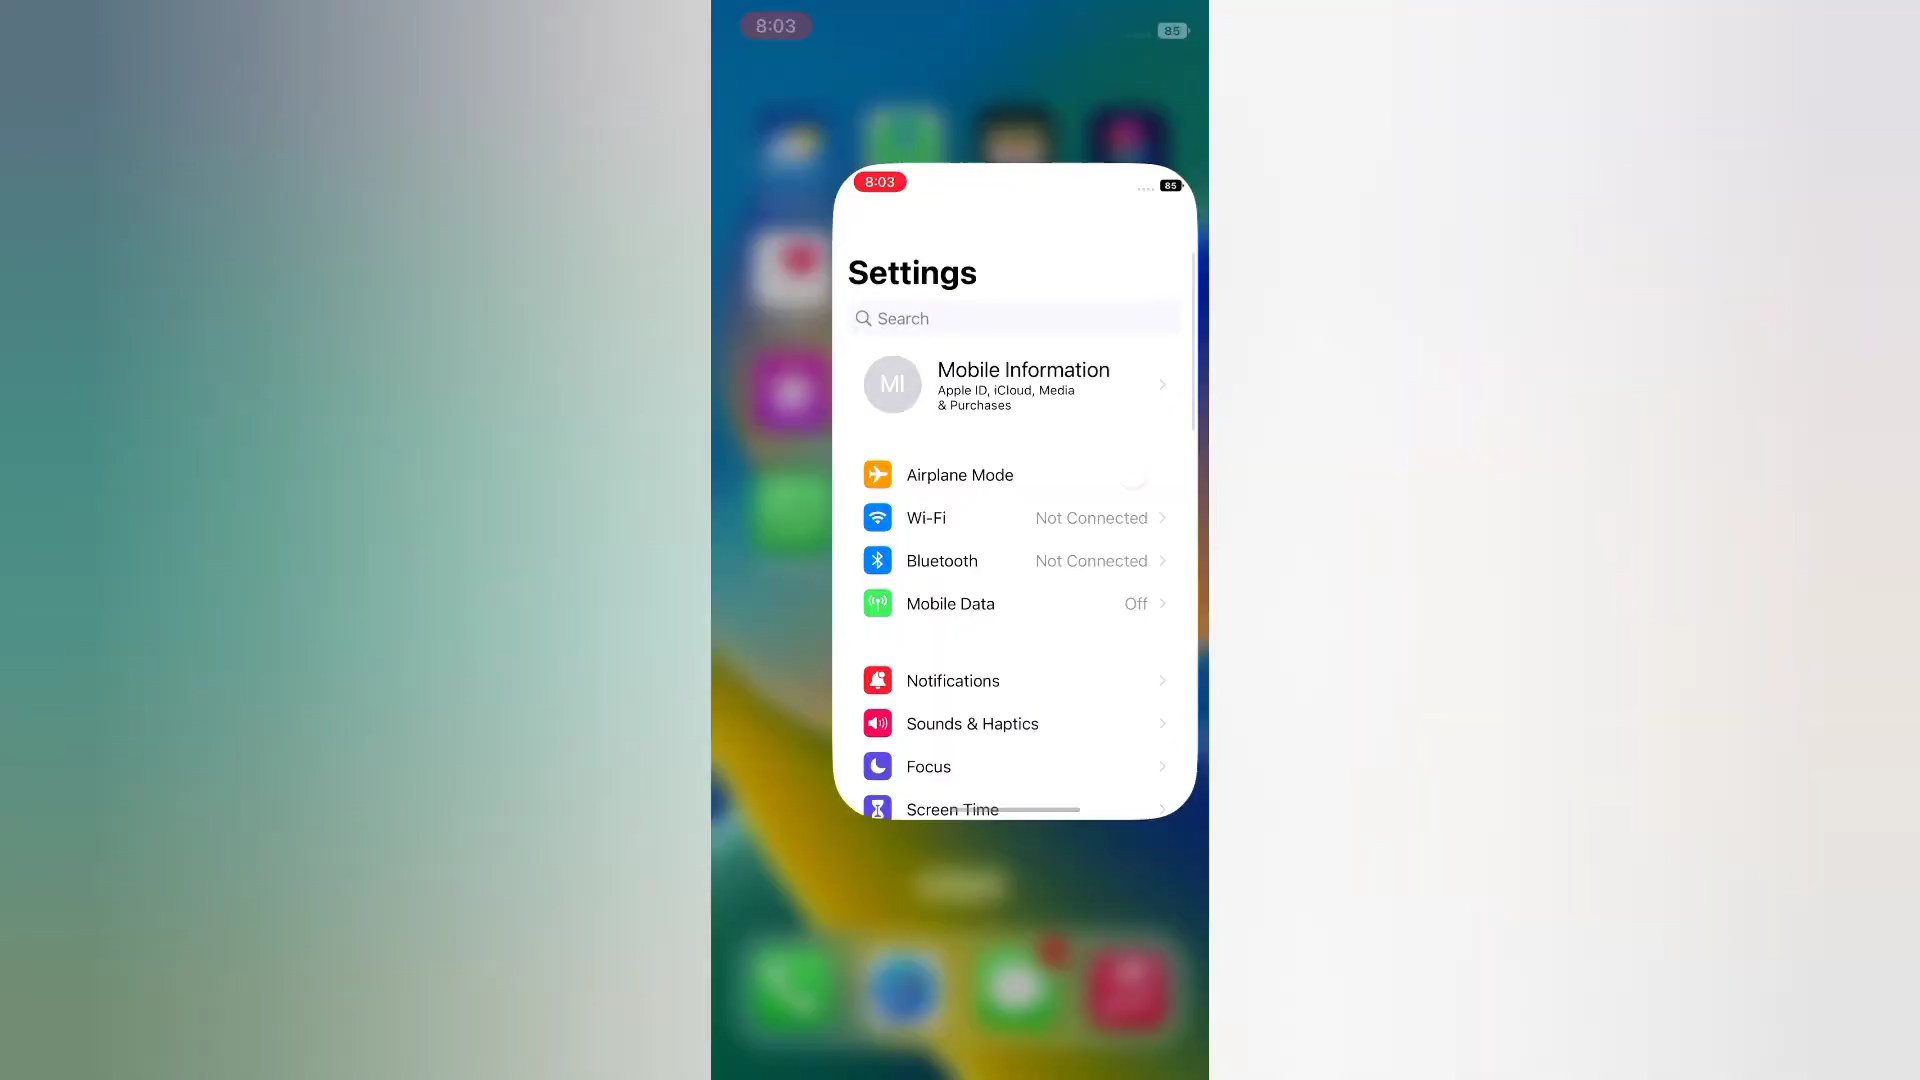 8:03
85
8:03
85
Settings
Search
MI
Mobile Information
Apple ID, iCloud, Media
& Purchases
Airplane Mode
Wi-Fi
Not Connected
Bluetooth
Not Connected
Mobile Data
Off
Notifications
Sounds & Haptics
Focus
Screen Time